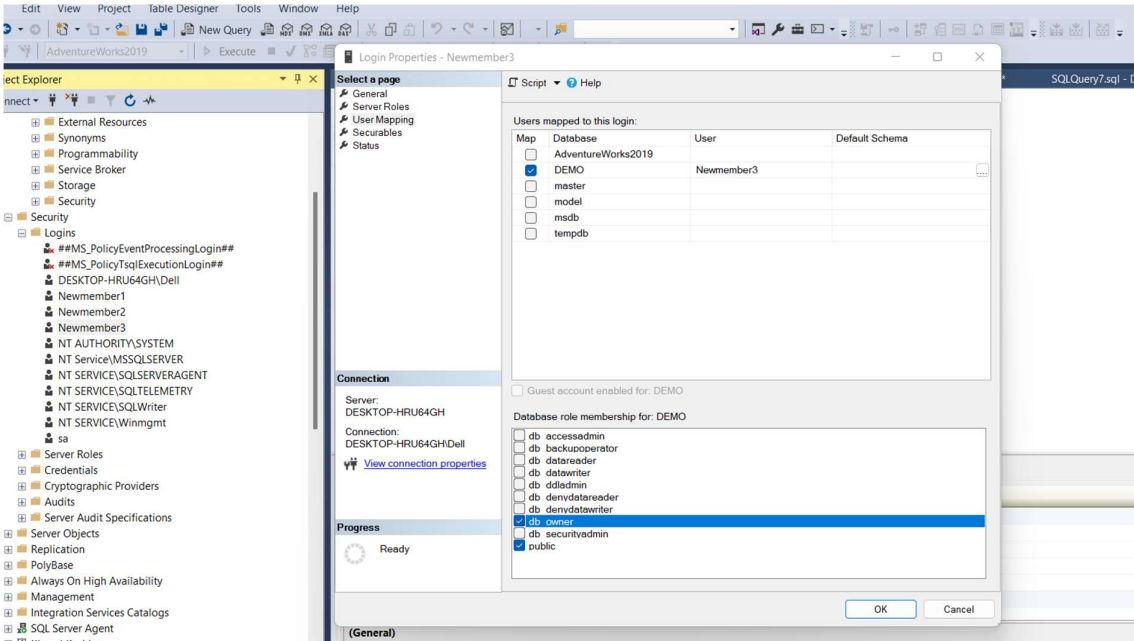 Edit View Project Table Designer Tools Window Help
New Query MDX DMX XMLA DAX
AdventureWorks2019 Execute
Login Properties - Newmember3
ject Explorer
nnect
External Resources
Synonyms
Programmability
Service Broker
Storage
Security
Security
Logins
##MS_PolicyEventProcessingLogin##
##MS_PolicyTsqlExecutionLogin##
DESKTOP-HRU64GH\Dell
Newmember1
Newmember2
Newmember3
NT AUTHORITY\SYSTEM
NT Service\MSSQLSERVER
NT SERVICE\SQLSERVERAGENT
NT SERVICE\SQLTELEMETRY
NT SERVICE\SQLWriter
NT SERVICE\Winmgmt
sa
Server Roles
Credentials
Cryptographic Providers
Audits
Server Audit Specifications
Server Objects
Replication
PolyBase
Always On High Availability
Management
Integration Services Catalogs
SQL Server Agent
Select a page
General
Server Roles
User Mapping
Securables
Status
Connection
Server:
DESKTOP-HRU64GH
Connection:
DESKTOP-HRU64GH\Dell
View connection properties
Progress
Ready
Script Help
Users mapped to this login:
Map Database User Default Schema
AdventureWorks2019
DEMO Newmember3 ...
master
model
msdb
tempdb
Guest account enabled for: DEMO
Database role membership for: DEMO
db_accessadmin
db_backupoperator
db_datareader
db_datawriter
db_ddladmin
db_denydatareader
db_denydatawriter
db_owner
db_securityadmin
public
OK Cancel
(General)
SQLQuery7.sql - D